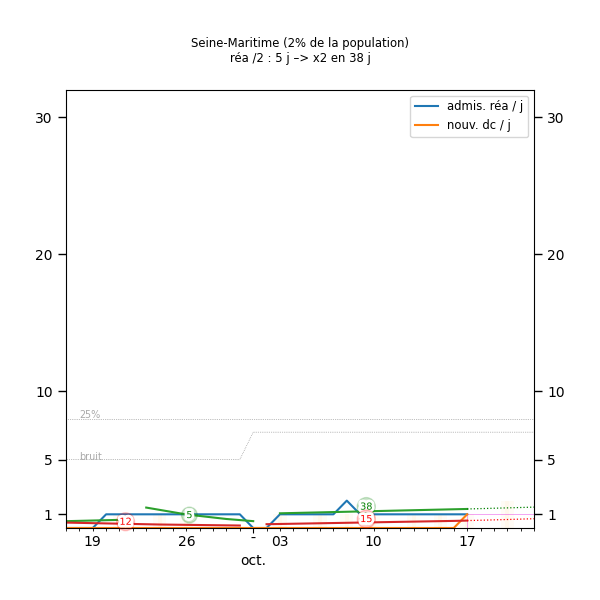 Seine-Maritime (2% de la population)
réa /2 : 5 j –> x2 en 38 j
admis. réa / j
nouv. dc / j
30 30
20 20
25%
10 10
bruit
5 5
12 5 38 15
1 1
19 26 - 03 10 17
oct.